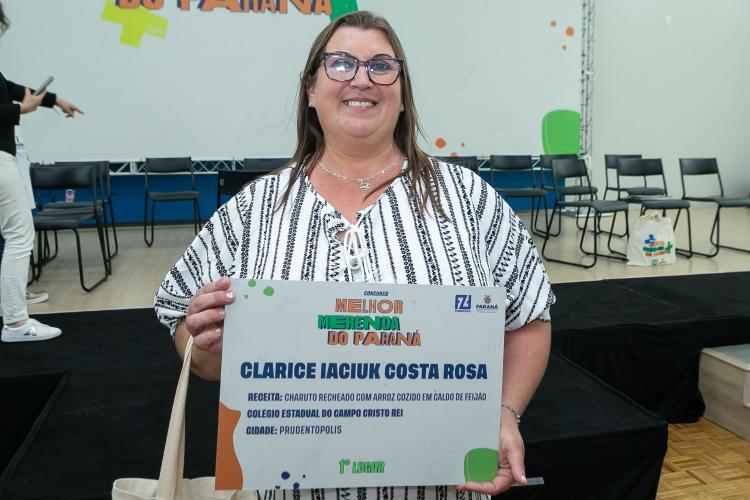 DO PARANÁ
CONCURSO
MELHOR
MERENDA
DO PARANÁ
PARANÁ
CLARICE IACIUK COSTA ROSA
RECEITA: CHARUTO RECHEADO COM ARROZ COZIDO EM CALDO DE FEIJÃO
COLÉGIO ESTADUAL DO CAMPO CRISTO REI
CIDADE: PRUDENTÓPOLIS
1º LUGAR